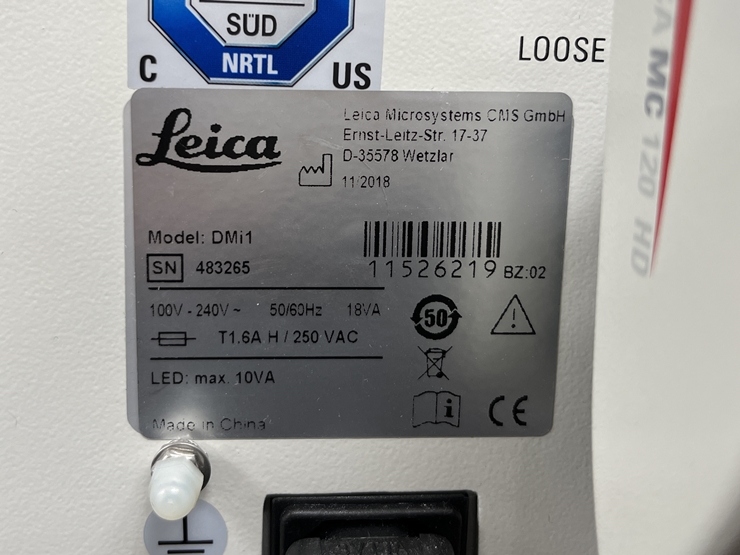 SÜD
C NRTL US
LOOSE
Leica
Leica Microsystems CMS GmbH
Ernst-Leitz-Str. 17-37
D-35578 Wetzlar
11/2018
Model: DMi1
SN 483265
11526219 BZ:02
100V - 240V ~ 50/60Hz 18VA
T1.6A H / 250 VAC
50
LED: max. 10VA
i
CE
Made in China
MC 120 HD